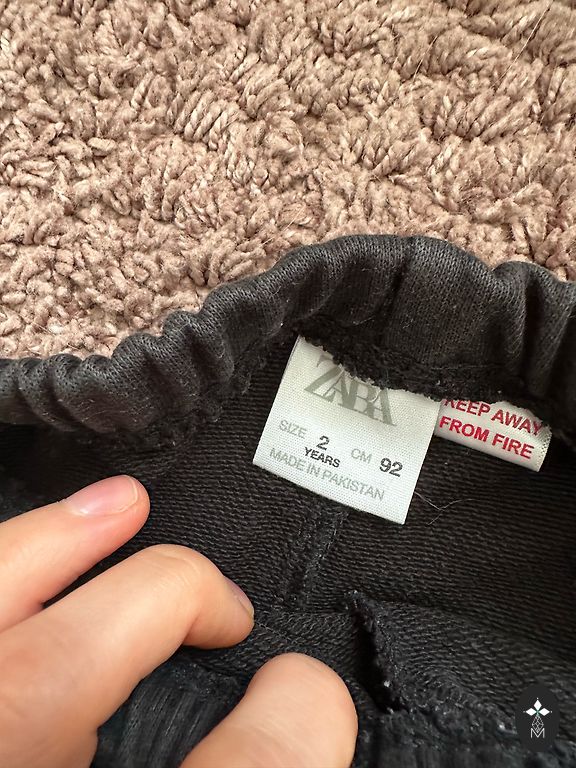 ZARA
SIZE 2 YEARS CM 92
MADE IN PAKISTAN
KEEP AWAY
FROM FIRE
M